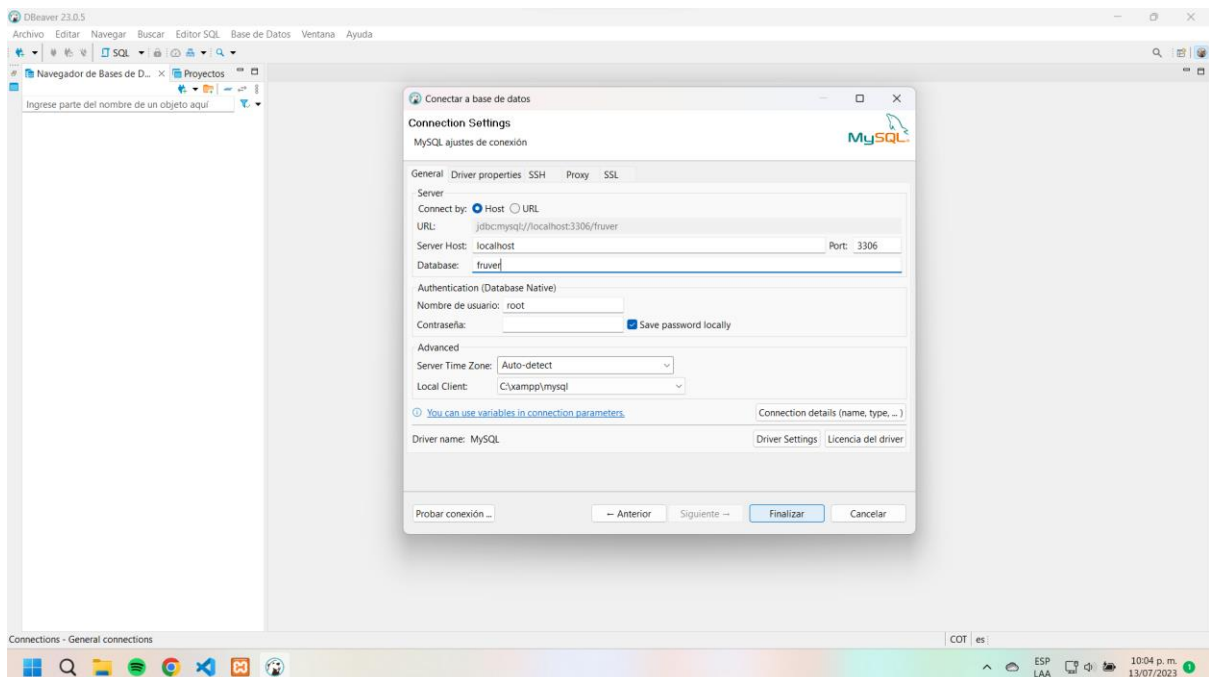 DBeaver 23.0.5
Archivo Editar Navegar Buscar Editor SQL Base de Datos Ventana Ayuda
SQL
Navegador de Bases de D... Proyectos
Ingrese parte del nombre de un objeto aquí
Conectar a base de datos
Connection Settings
MySQL ajustes de conexión
MySQL
General Driver properties SSH Proxy SSL
Server
Connect by: Host URL
URL: jdbc:mysql://localhost:3306/fruver
Server Host: localhost Port: 3306
Database: fruver
Authentication (Database Native)
Nombre de usuario: root
Contraseña: Save password locally
Advanced
Server Time Zone: Auto-detect
Local Client: C:\xampp\mysql
You can use variables in connection parameters. Connection details (name, type, ... )
Driver name: MySQL Driver Settings Licencia del driver
Probar conexión ... ← Anterior Siguiente → Finalizar Cancelar
Connections - General connections COT es
ESP
LAA
10:04 p. m.
13/07/2023
1